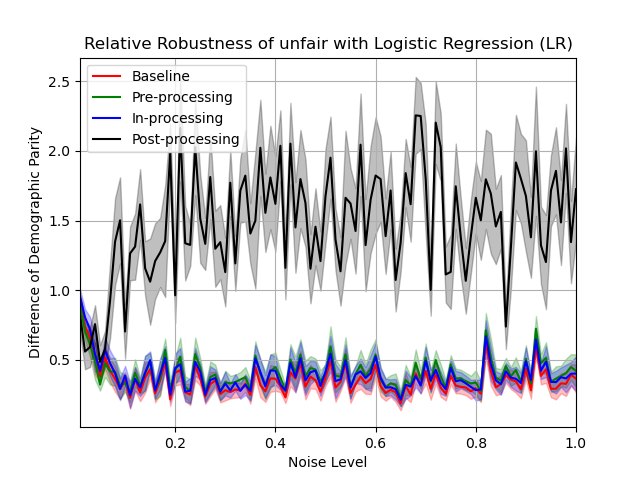 Relative Robustness of unfair with Logistic Regression (LR)
Baseline
Pre-processing
In-processing
Post-processing
Difference of Demographic Parity
2.5
2.0
1.5
1.0
0.5
0.2
0.4
0.6
0.8
1.0
Noise Level